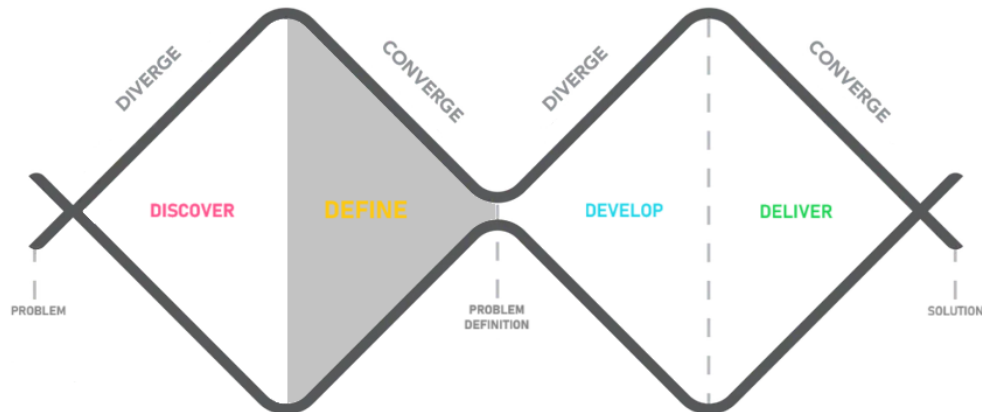 DIVERGE
CONVERGE
DIVERGE
CONVERGE
DISCOVER
DEFINE
DEVELOP
DELIVER
PROBLEM
PROBLEM
DEFINITION
SOLUTION